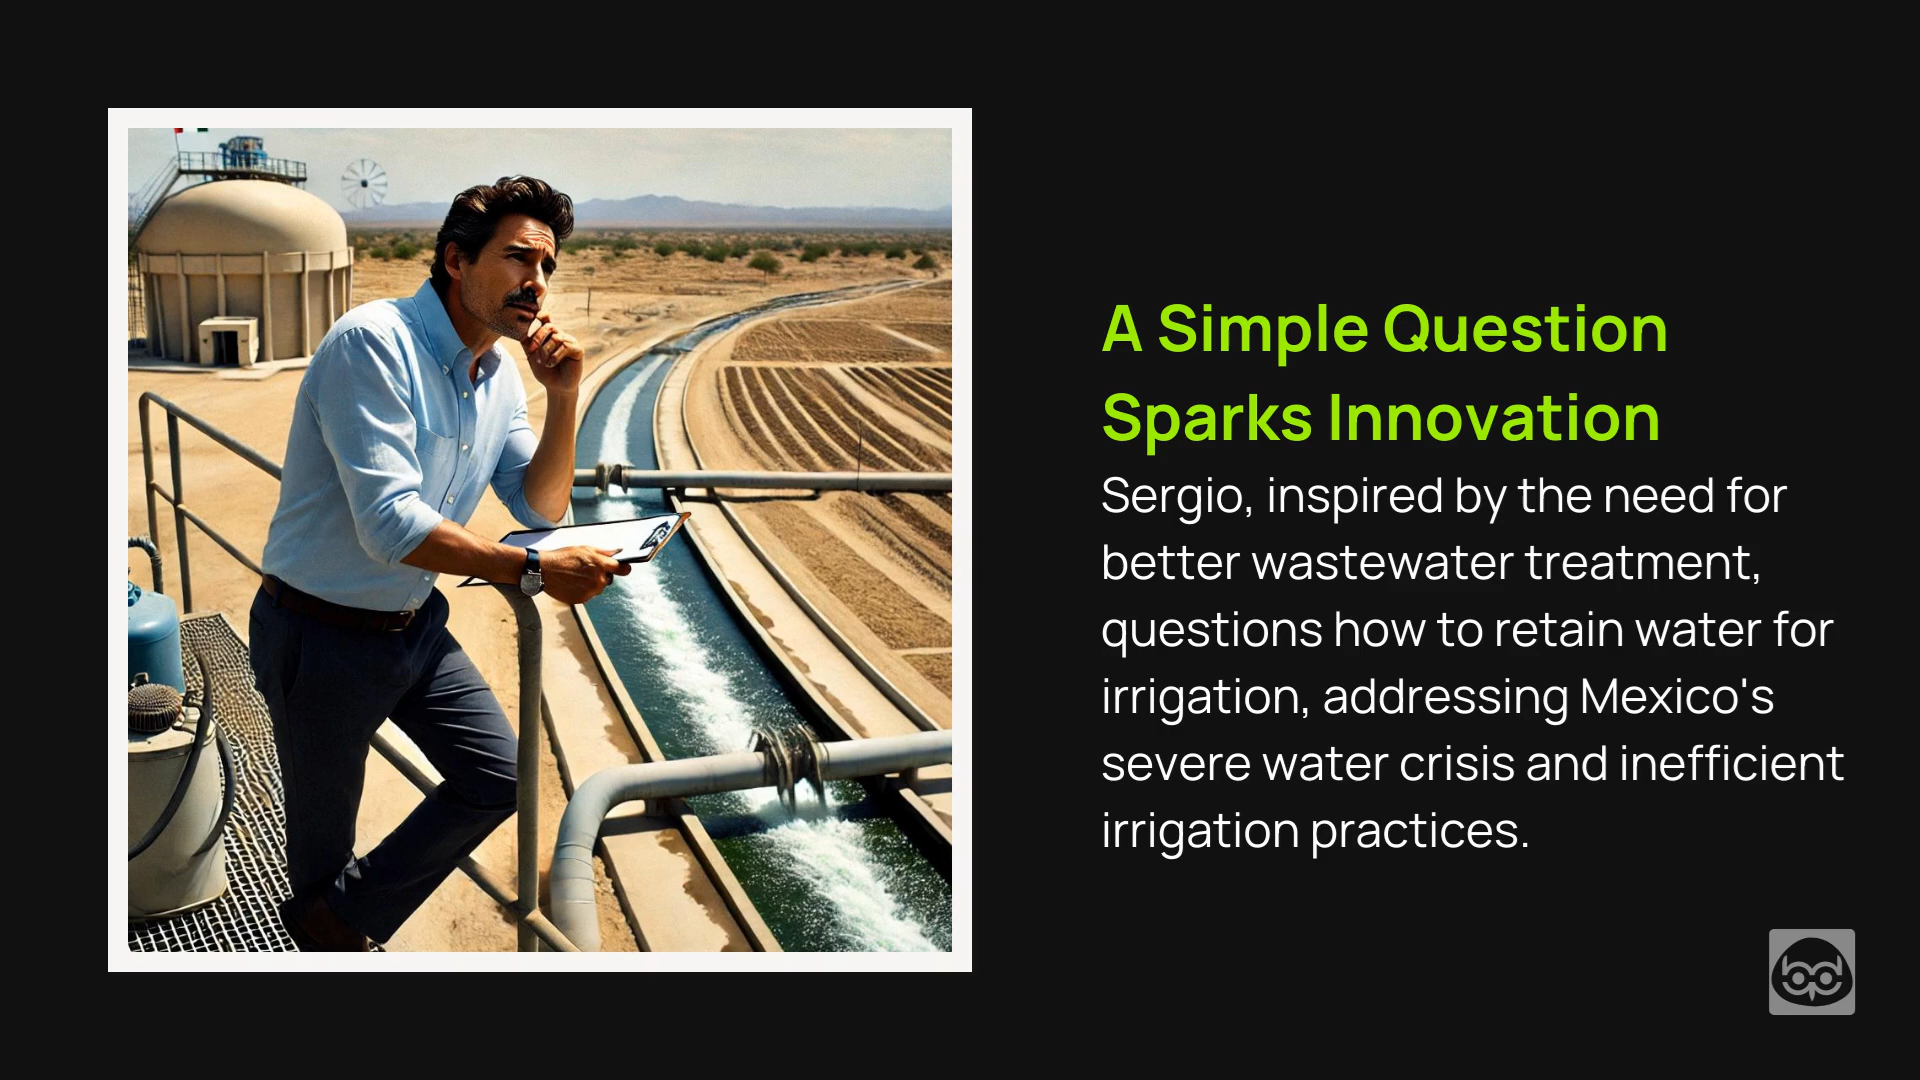 A Simple Question
Sparks Innovation
Sergio, inspired by the need for
better wastewater treatment,
questions how to retain water for
irrigation, addressing Mexico's
severe water crisis and inefficient
irrigation practices.